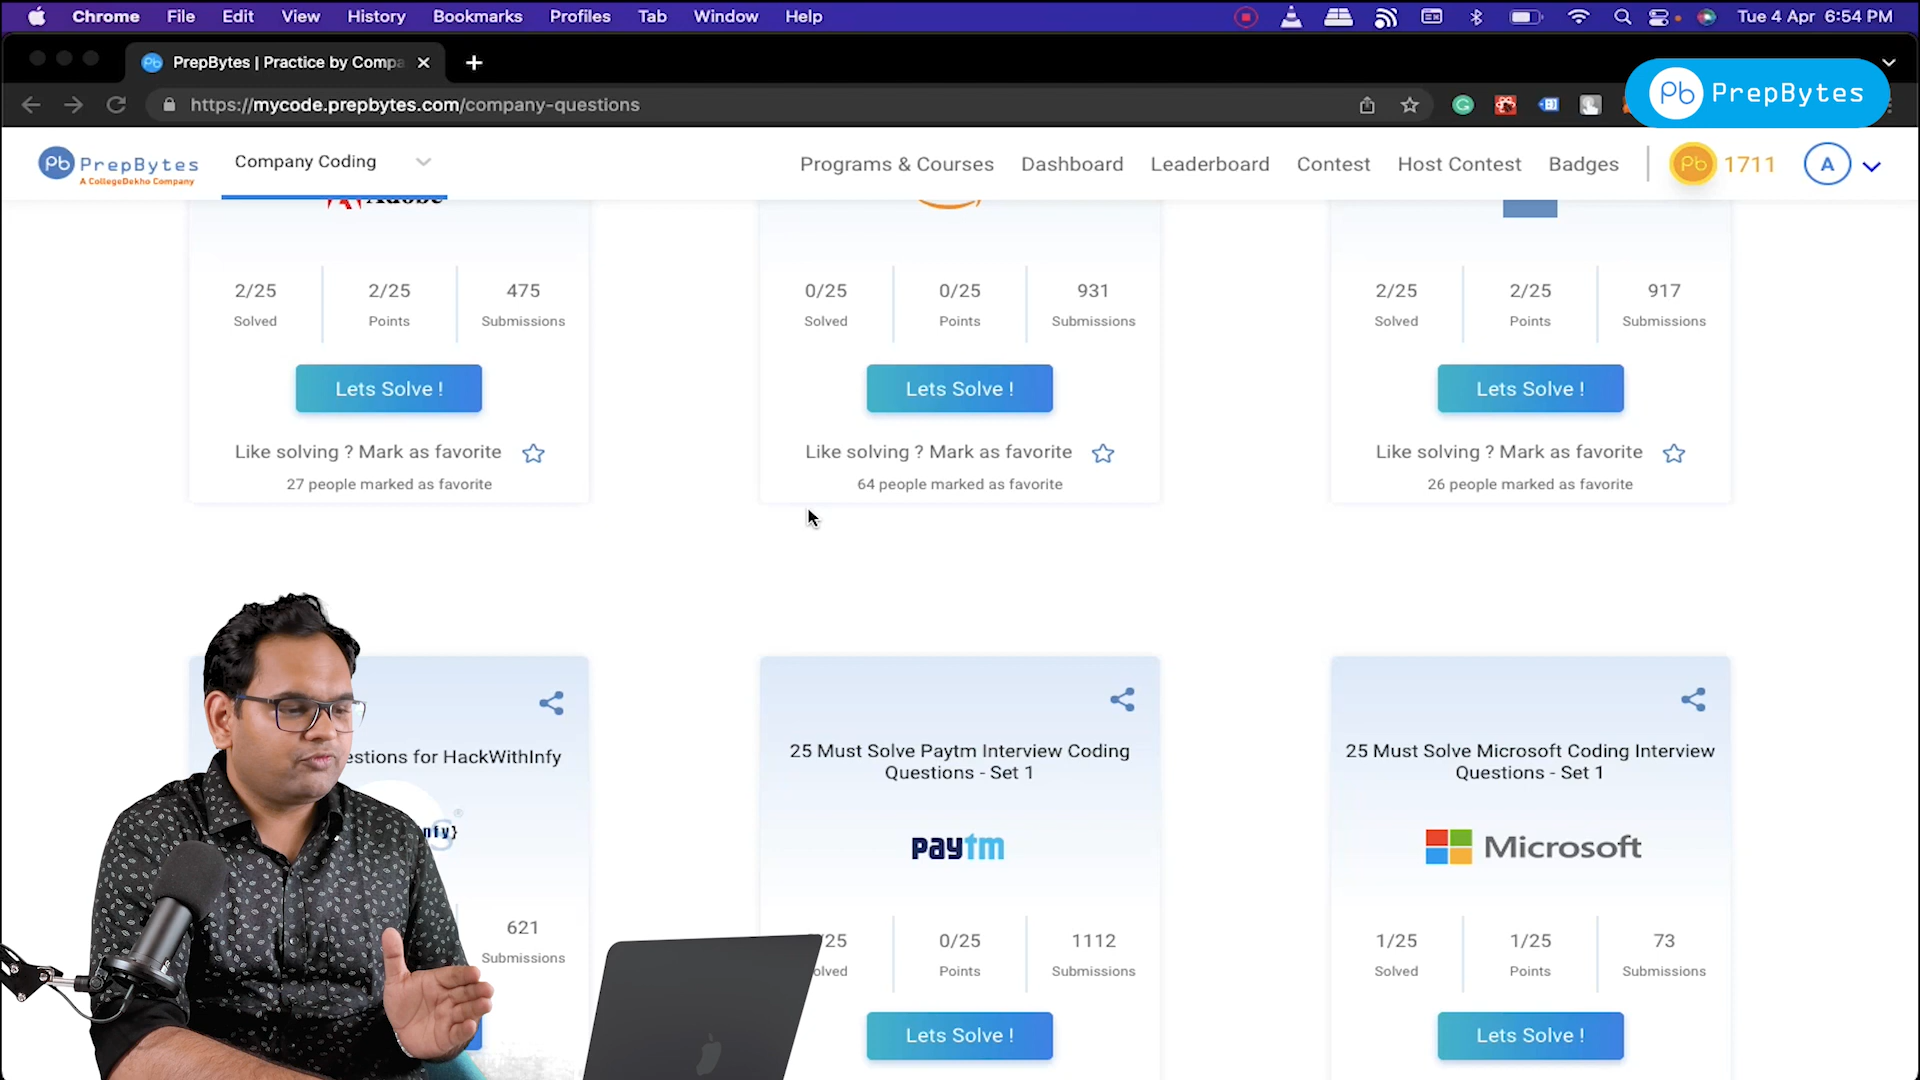 Chrome File Edit View History Bookmarks Profiles Tab Window Help Tue 4 Apr 6:54 PM
PrepBytes | Practice by Compa
https://mycode.prepbytes.com/company-questions
Pb PrepBytes
Pb PrepBytes
A CollegeDekho Company
Company Coding
Programs & Courses Dashboard Leaderboard Contest Host Contest Badges Pb 1711 A
Adobe
2/25 2/25 475
Solved Points Submissions
Lets Solve !
Like solving ? Mark as favorite
27 people marked as favorite
0/25 0/25 931
Solved Points Submissions
Lets Solve !
Like solving ? Mark as favorite
64 people marked as favorite
2/25 2/25 917
Solved Points Submissions
Lets Solve !
Like solving ? Mark as favorite
26 people marked as favorite
estions for HackWithInfy
nfy}
621
Submissions
25 Must Solve Paytm Interview Coding
Questions - Set 1
paytm
/25 0/25 1112
olved Points Submissions
Lets Solve !
25 Must Solve Microsoft Coding Interview
Questions - Set 1
Microsoft
1/25 1/25 73
Solved Points Submissions
Lets Solve !